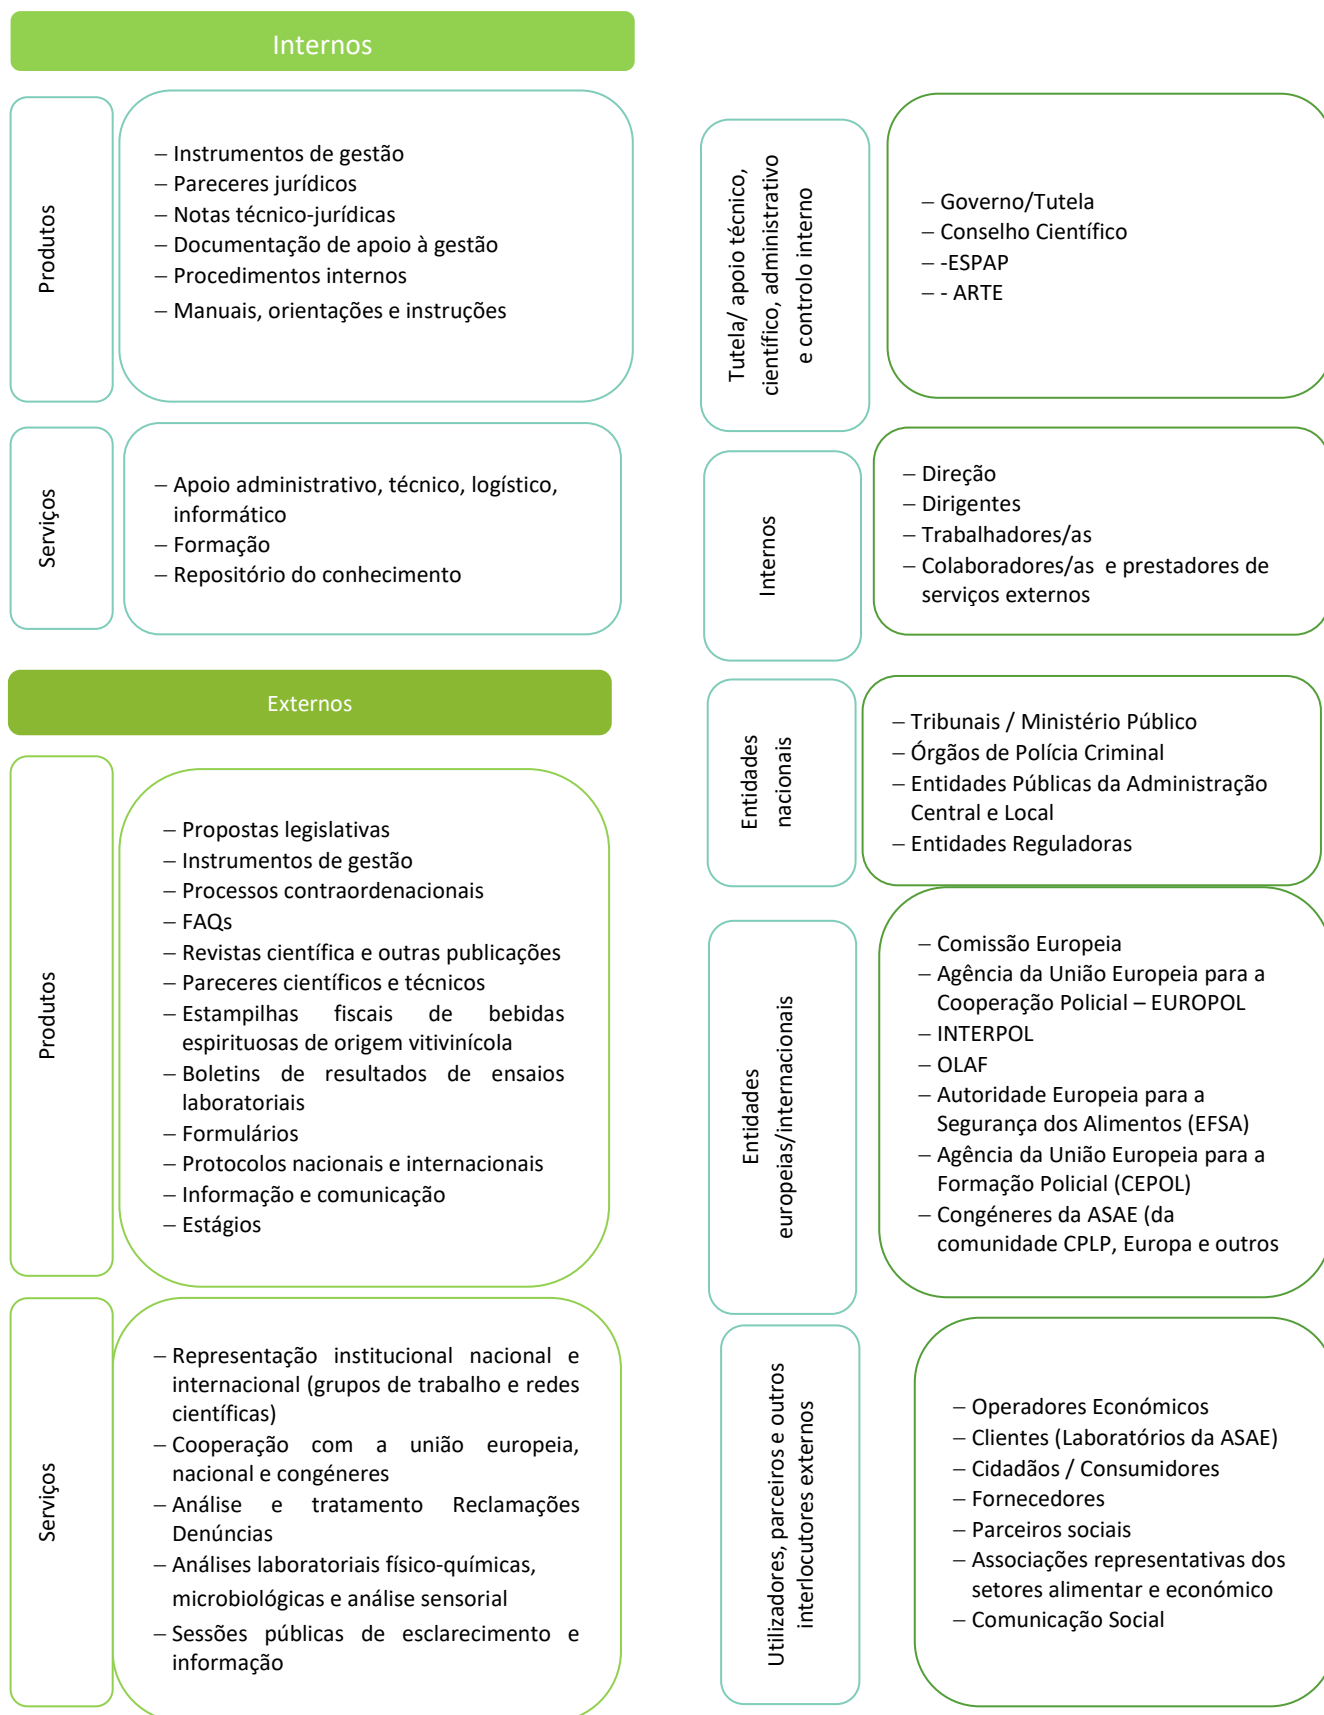 Internos
Produtos
– Instrumentos de gestão
– Pareceres jurídicos
– Notas técnico-jurídicas
– Documentação de apoio à gestão
– Procedimentos internos
– Manuais, orientações e instruções
Serviços
– Apoio administrativo, técnico, logístico,
informático
– Formação
– Repositório do conhecimento
Externos
Produtos
– Propostas legislativas
– Instrumentos de gestão
– Processos contraordenacionais
– FAQs
– Revistas científica e outras publicações
– Pareceres científicos e técnicos
– Estampilhas fiscais de bebidas
espirituosas de origem vitivinícola
– Boletins de resultados de ensaios
laboratoriais
– Formulários
– Protocolos nacionais e internacionais
– Informação e comunicação
– Estágios
Serviços
– Representação institucional nacional e
internacional (grupos de trabalho e redes
científicas)
– Cooperação com a união europeia,
nacional e congéneres
– Análise e tratamento Reclamações
Denúncias
– Análises laboratoriais físico-químicas,
microbiológicas e análise sensorial
– Sessões públicas de esclarecimento e
informação
Tutela/ apoio técnico,
científico, administrativo
e controlo interno
– Governo/Tutela
– Conselho Científico
– -ESPAP
– - ARTE
Internos
– Direção
– Dirigentes
– Trabalhadores/as
– Colaboradores/as e prestadores de
serviços externos
Entidades
nacionais
– Tribunais / Ministério Público
– Órgãos de Polícia Criminal
– Entidades Públicas da Administração
Central e Local
– Entidades Reguladoras
Entidades
europeias/internacionais
– Comissão Europeia
– Agência da União Europeia para a
Cooperação Policial – EUROPOL
– INTERPOL
– OLAF
– Autoridade Europeia para a
Segurança dos Alimentos (EFSA)
– Agência da União Europeia para a
Formação Policial (CEPOL)
– Congéneres da ASAE (da
comunidade CPLP, Europa e outros
Utilizadores, parceiros e outros
interlocutores externos
– Operadores Económicos
– Clientes (Laboratórios da ASAE)
– Cidadãos / Consumidores
– Fornecedores
– Parceiros sociais
– Associações representativas dos
setores alimentar e económico
– Comunicação Social